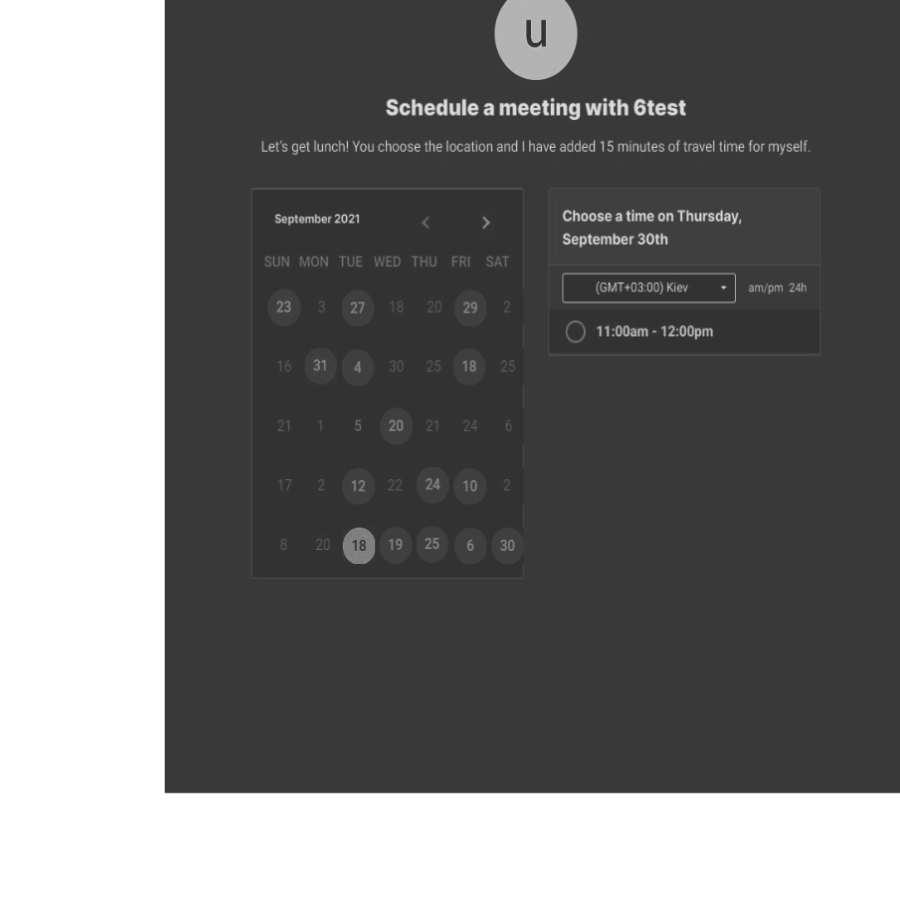 u
Schedule a meeting with 6test
Let's get lunch! You choose the location and I have added 15 minutes of travel time for myself.
September 2021
SUN MON TUE WED THU FRI SAT
23 3 27 18 20 29 2
16 31 4 30 25 18 25
21 1 5 20 21 24 6
17 2 12 22 24 10 2
8 20 18 19 25 6 30
Choose a time on Thursday,
September 30th
(GMT+03:00) Kiev am/pm 24h
11:00am - 12:00pm